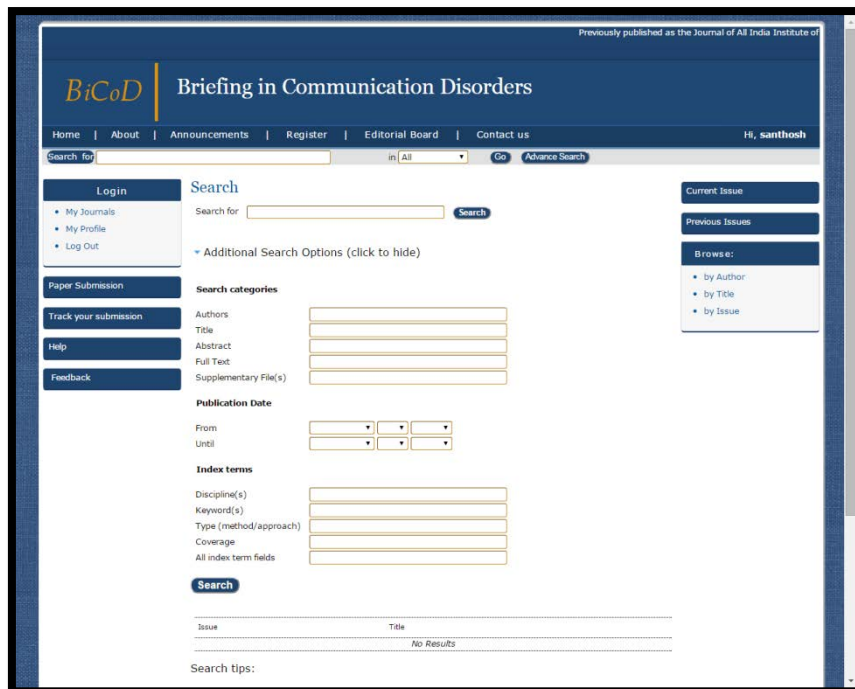 Previously published as the Journal of All India Institute of
BiCoD
Briefing in Communication Disorders
Home | About | Announcements | Register | Editorial Board | Contact us
Hi, santhosh
Search for in All Go Advance Search
Login
• My Journals
• My Profile
• Log Out
Paper Submission
Track your submission
Help
Feedback
Search
Search for Search
Additional Search Options (click to hide)
Search categories
Authors
Title
Abstract
Full Text
Supplementary File(s)
Publication Date
From
Until
Index terms
Discipline(s)
Keyword(s)
Type (method/approach)
Coverage
All index term fields
Search
Issue Title
No Results
Search tips:
Current Issue
Previous Issues
Browse:
• by Author
• by Title
• by Issue